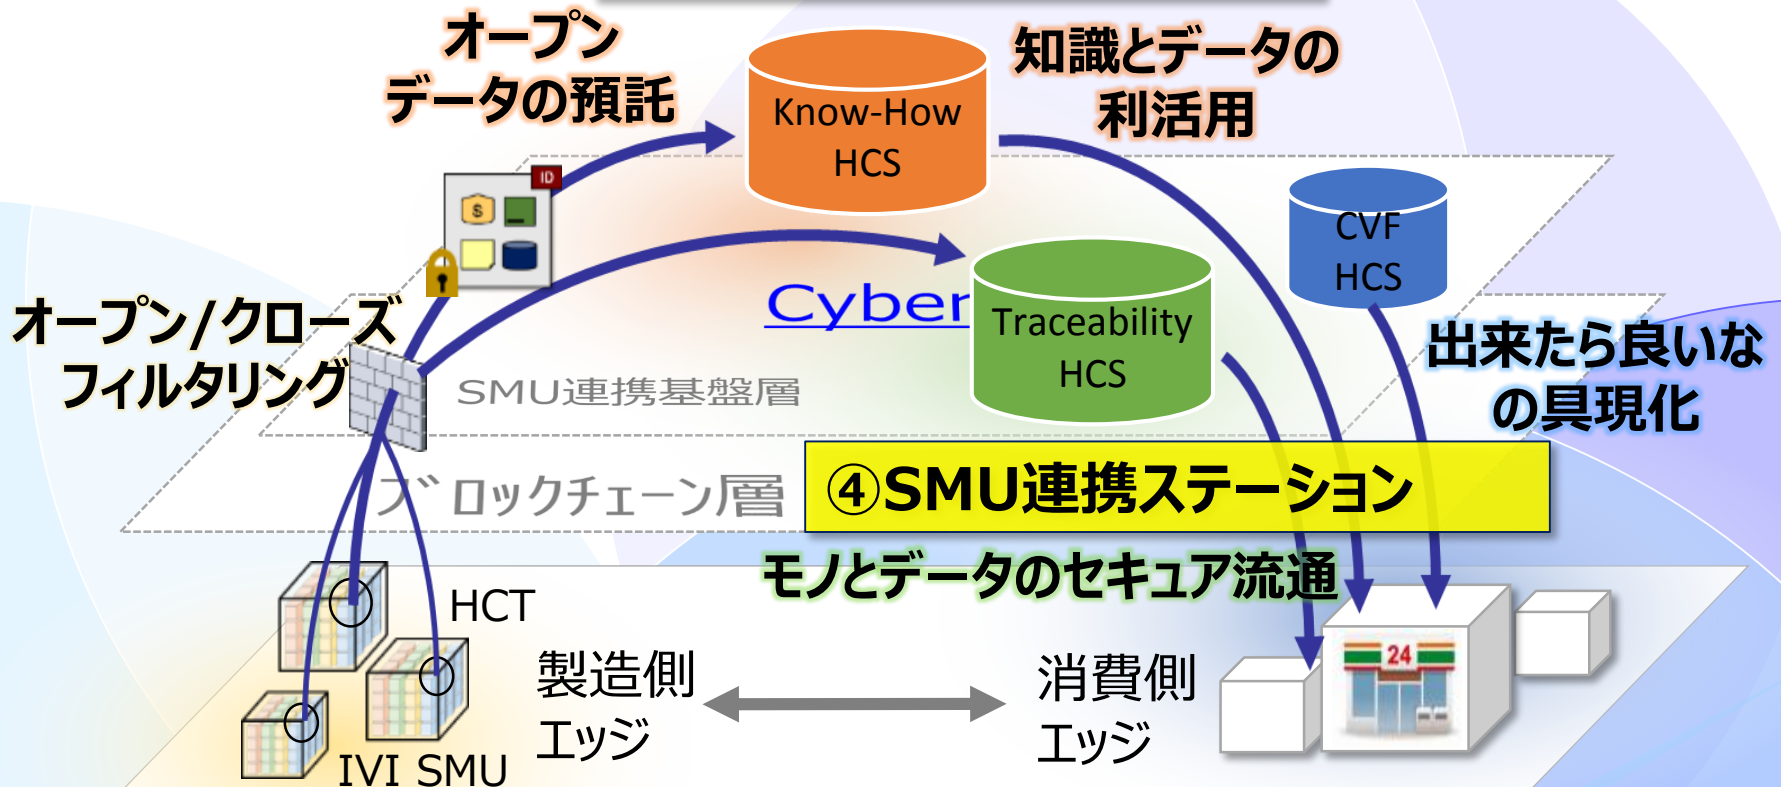 オープン
データの預託
Know-How
HCS
知識とデータの
利活用
ID
$
CVF
HCS
Cyber
Traceability
HCS
オープン/クローズ
フィルタリング
SMU連携基盤層
出来たら良いな
の具現化
ブロックチェーン層
④SMU連携ステーション
モノとデータのセキュア流通
HCT
製造側
エッジ
消費側
エッジ
24
IVI SMU